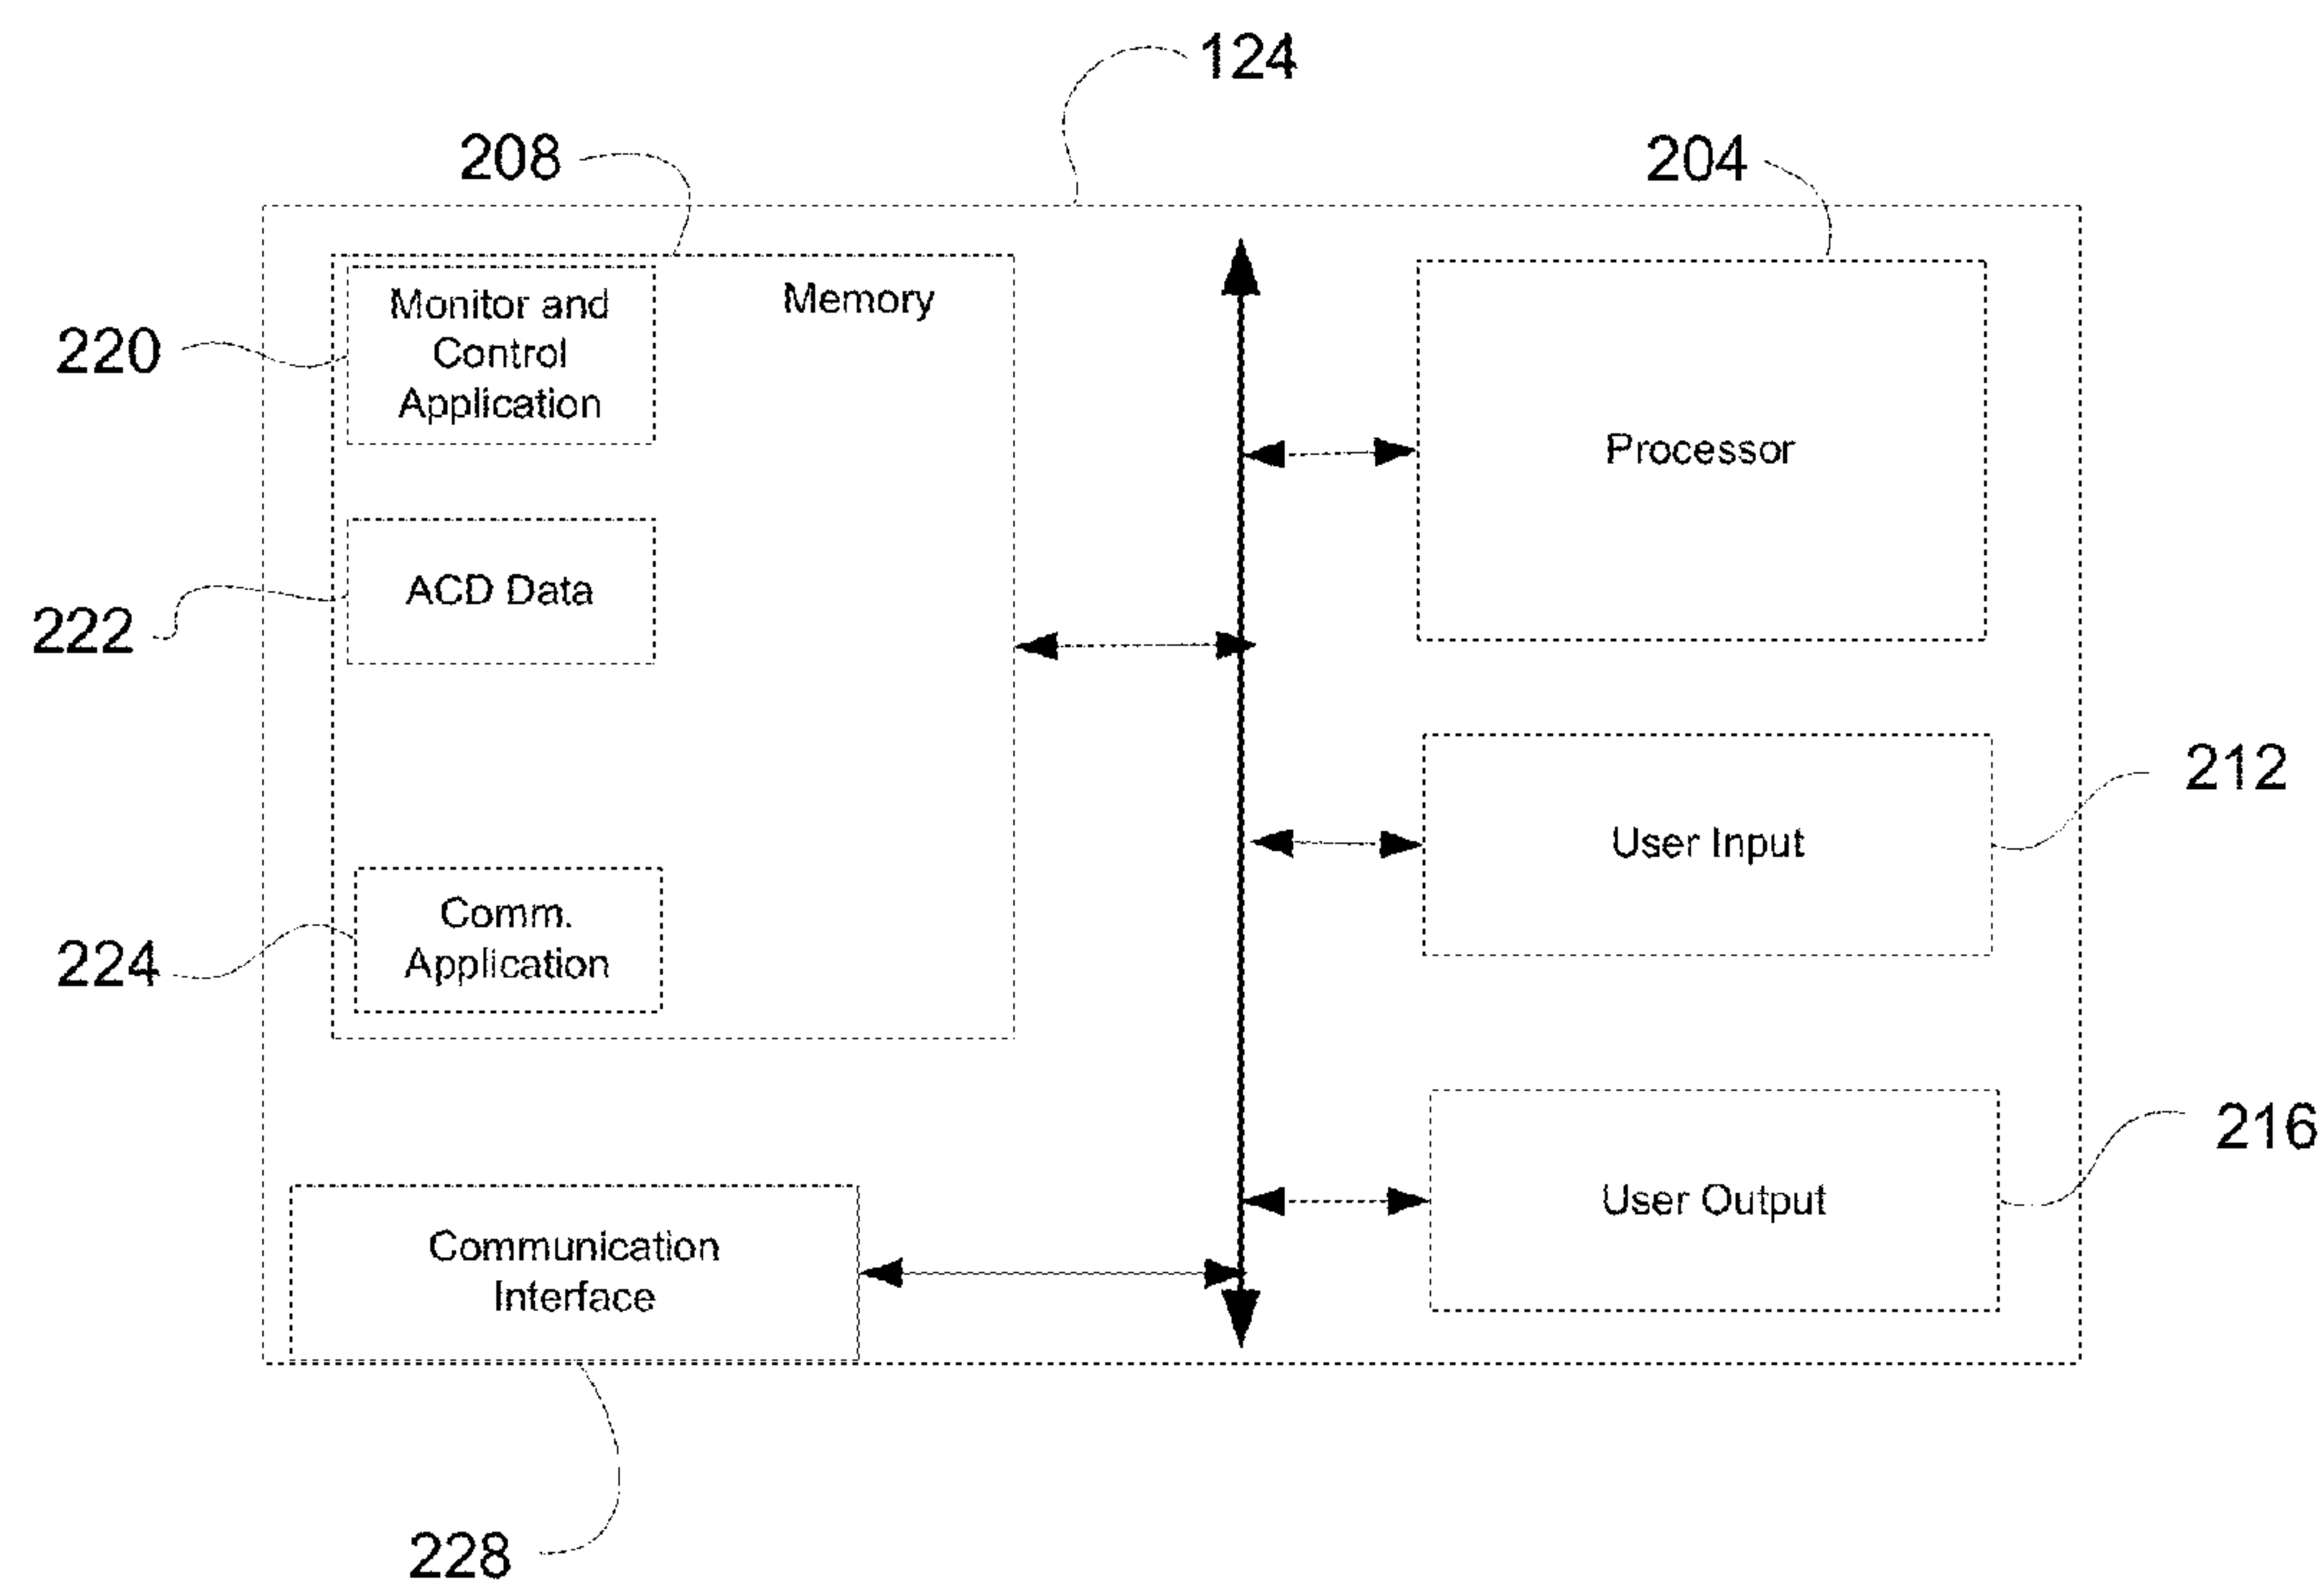 124
208
204
Monitor and
Control
Application
Memory
220
Processor
ACD Data
222
212
User Input
Comm.
Application
224
216
User Output
Communication
Interface
228